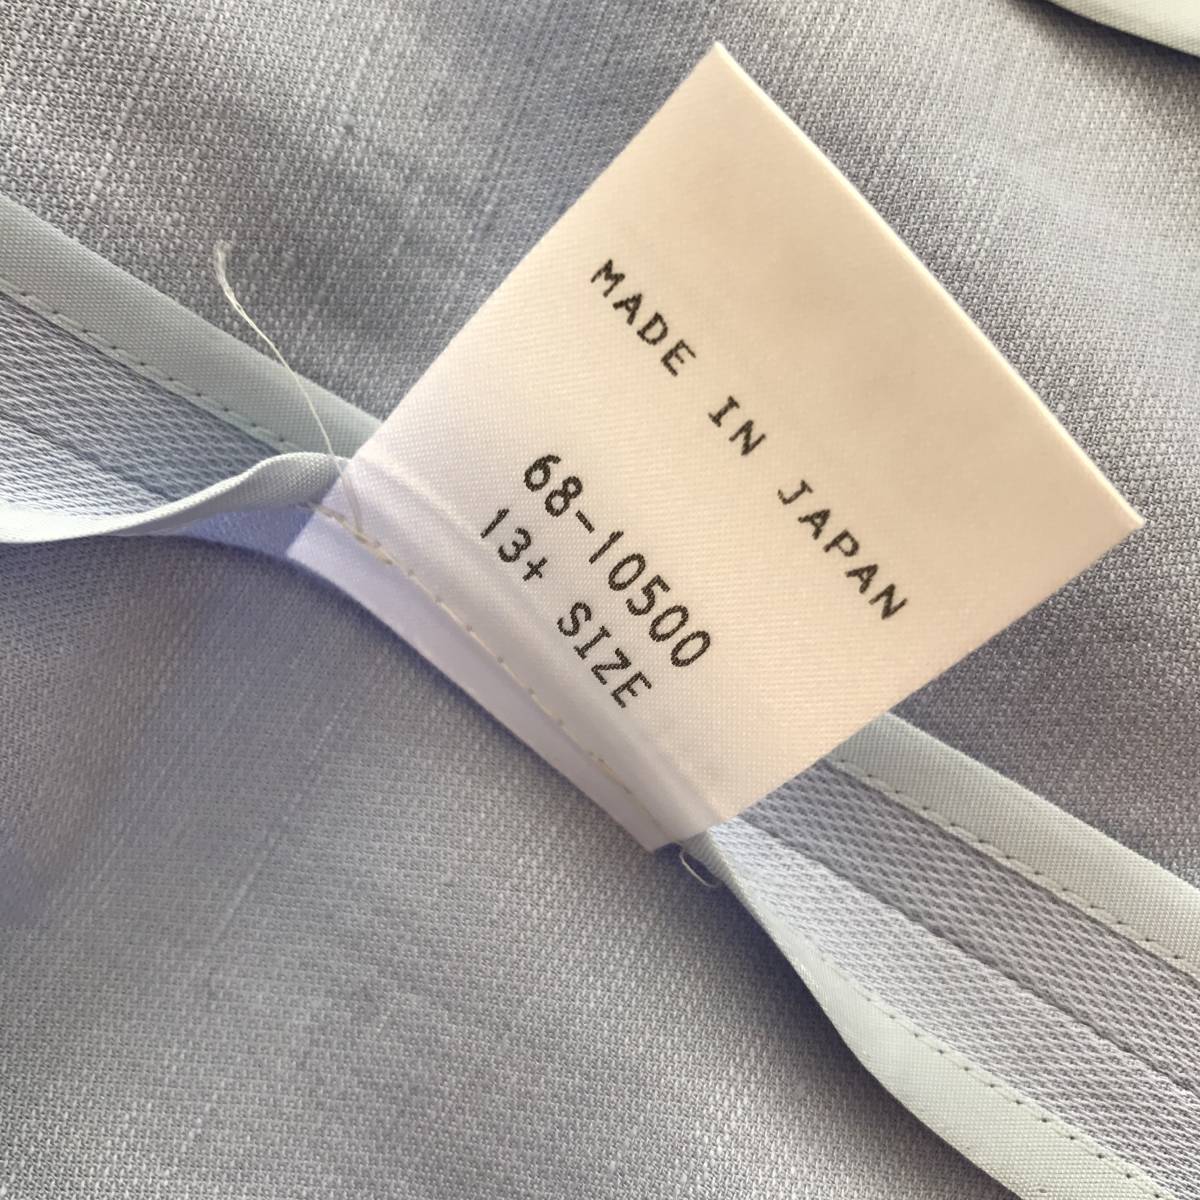 MADE IN JAPAN
68-10500
13+ SIZE